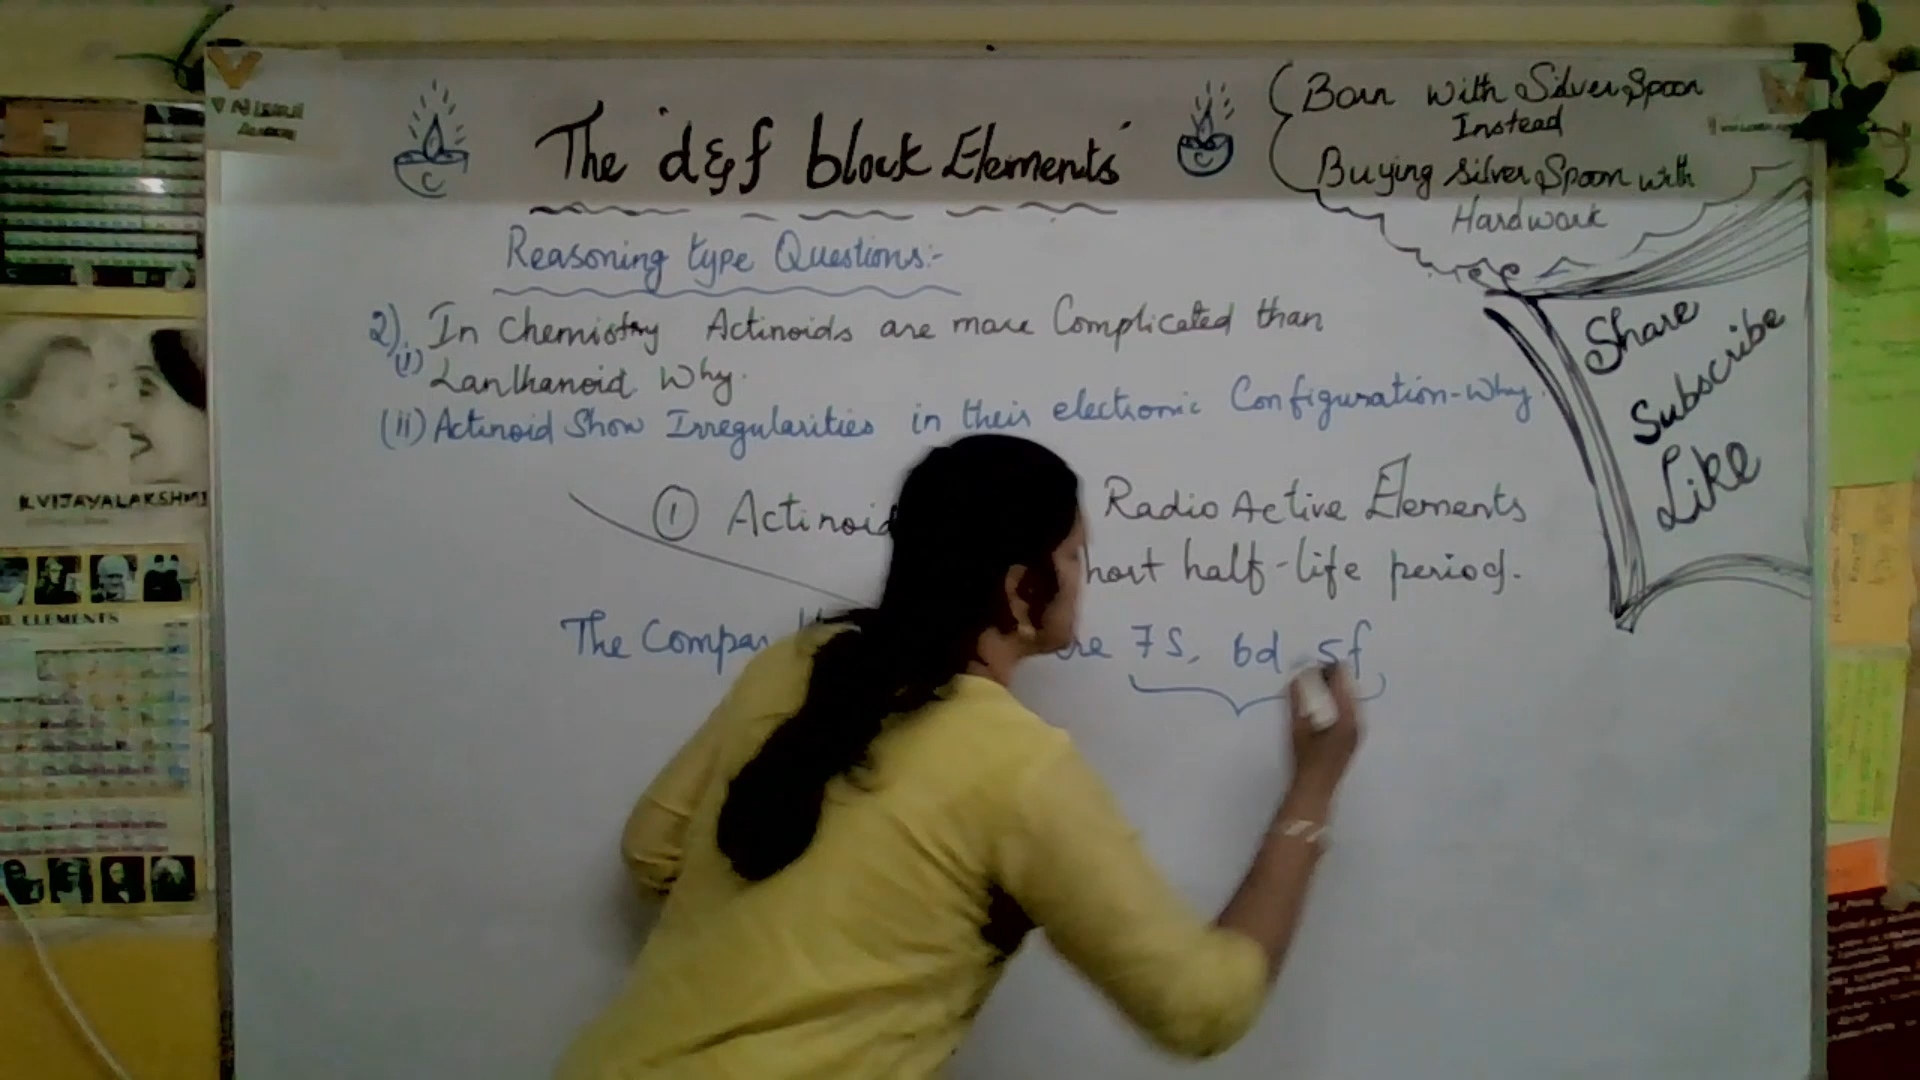 The "d&f block Elements"
Born with Silver Spoon
Instead
Buying silver Spoon with
Hardwork
Reasoning type Questions:-
2). In Chemistry Actinoids are more Complicated than
(i) Lanthanoid Why.
(ii) Actinoid Show Irregularities in their electronic Configuration-Why.
① Actinoid Radio Active Elements
hort half-life period.
The Compar re 7s, 6d 5f
Share
Subscribe
Like
K.VIJAYALAKSHMI
ELEMENTS